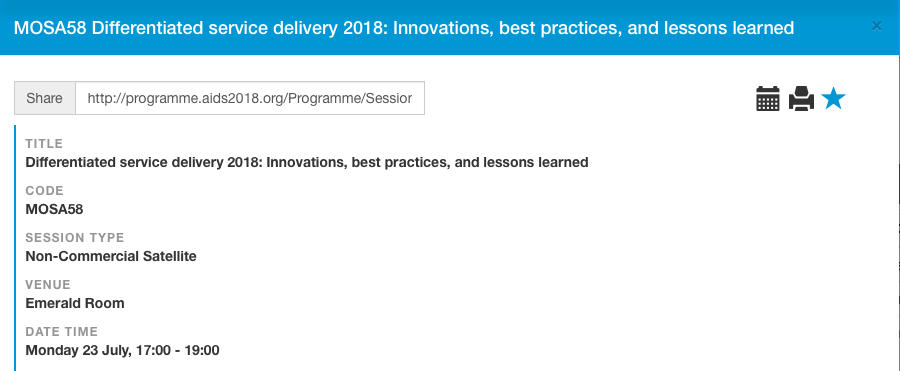 MOSA58 Differentiated service delivery 2018: Innovations, best practices, and lessons learned
×
Share http://programme.aids2018.org/Programme/Session
TITLE
Differentiated service delivery 2018: Innovations, best practices, and lessons learned
CODE
MOSA58
SESSION TYPE
Non-Commercial Satellite
VENUE
Emerald Room
DATE TIME
Monday 23 July, 17:00 - 19:00